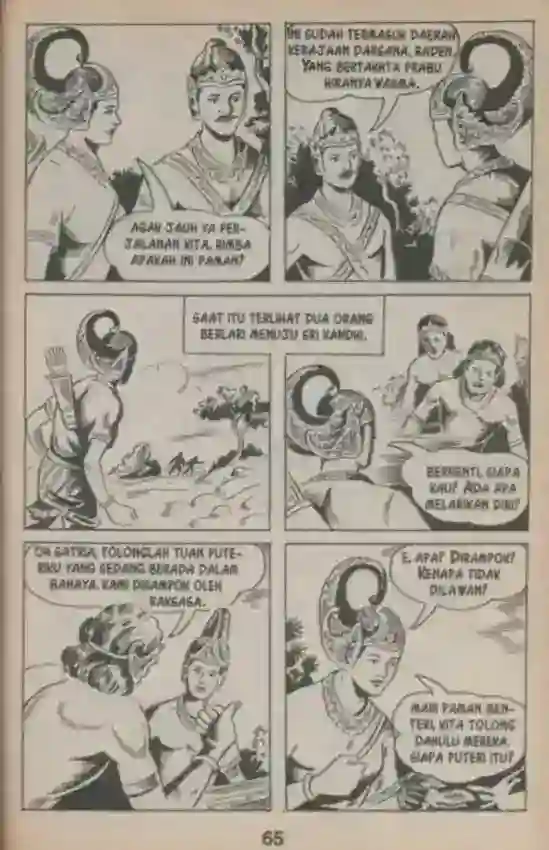 AGAK JAUH YA PER-
JALANAN KITA. RIMBA
APAKAH INI PAMAN?
INI SUDAH TERMASUK DAERAH
KERAJAAN DARGANA, RADEN.
YANG BERTAHTA PRABU
HIRANYA WARMA.
SAAT ITU TERLIHAT DUA ORANG
BERLARI MENUJU SRI KANDHI.
BERHENTI, SIAPA
KAU? ADA APA
MELARIKAN DIRI?
OH SATRIA, TOLONGLAH TUAN PUTE-
RIKU YANG SEDANG BERADA DALAM
BAHAYA. KAMI DIRAMPOK OLEH
RAKSASA.
E, APA? DIRAMPOK?
KENAPA TIDAK
DILAWAN?
MARI PAMAN MEN-
TERI, KITA TOLONG
DAHULU MEREKA.
SIAPA PUTERI ITU?
65